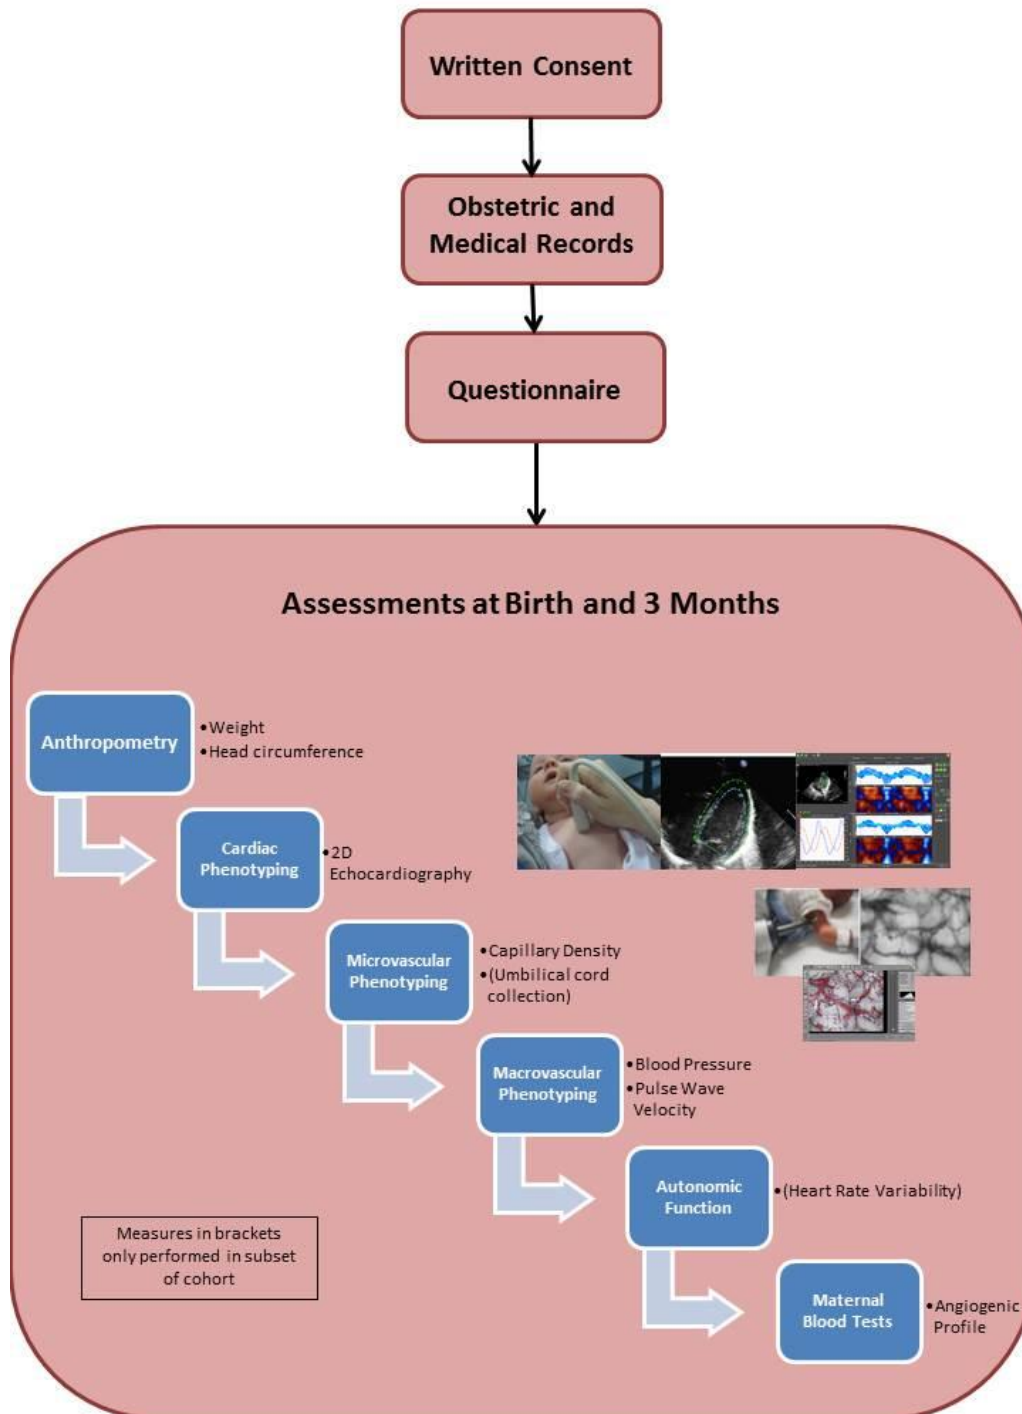 Written Consent
Obstetric and
Medical Records
Questionnaire
Assessments at Birth and 3 Months
Anthropometry
•Weight
•Head circumference
Cardiac
Phenotyping
•2D
Echocardiography
Microvascular
Phenotyping
•Capillary Density
•(Umbilical cord
collection)
Macrovascular
Phenotyping
•Blood Pressure
•Pulse Wave
Velocity
Autonomic
Function
•(Heart Rate Variability)
Measures in brackets
only performed in subset
of cohort
Maternal
Blood Tests
•Angiogenic
Profile